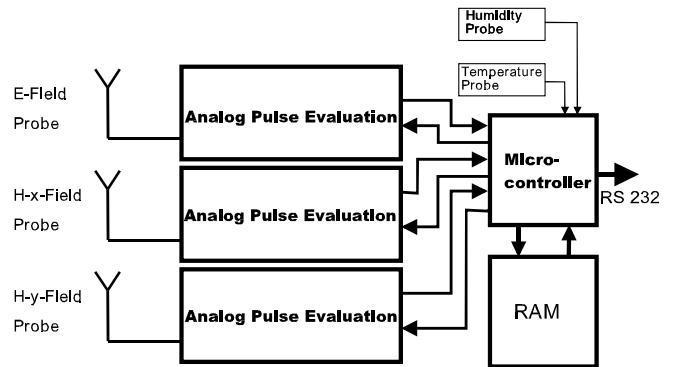 Humidity
Probe
Temperature
Probe
E-Field
Probe
Analog Pulse Evaluation
H-x-Field
Probe
Analog Pulse Evaluation
Micro-
controller
RS 232
H-y-Field
Probe
Analog Pulse Evaluation
RAM